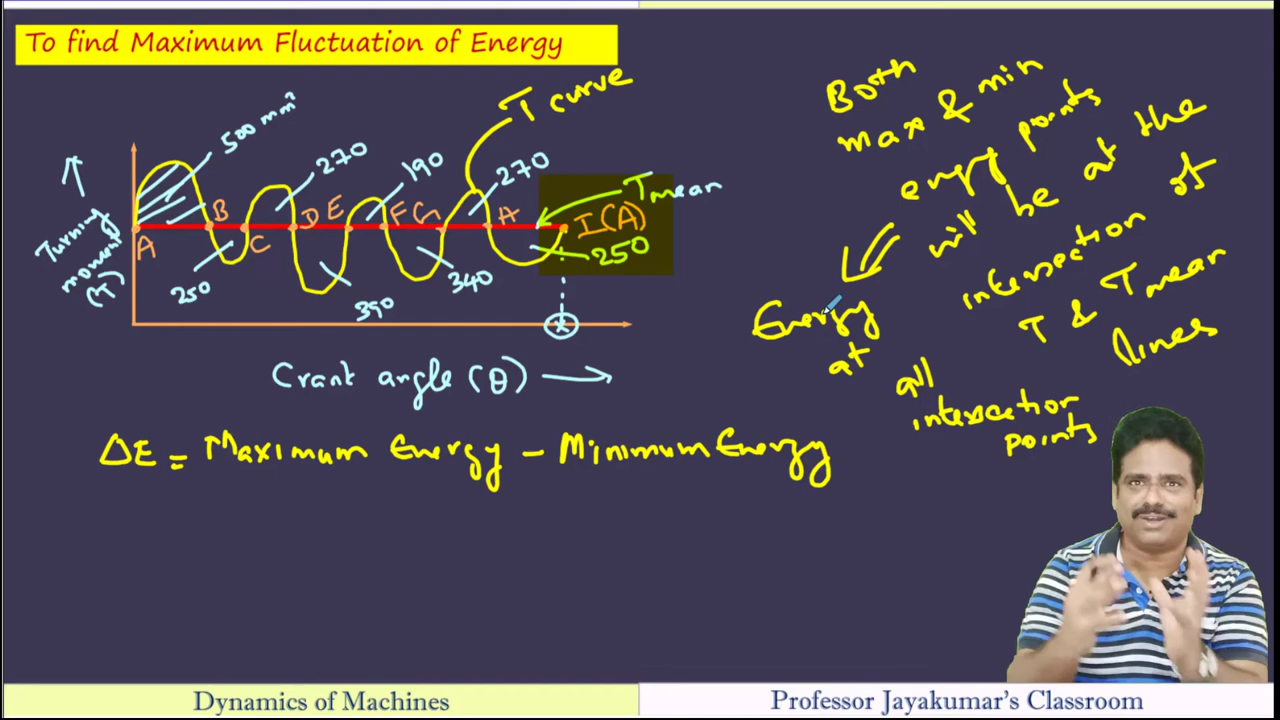 To find Maximum Fluctuation of Energy
T curve
500 mm²
270
190
270
Tmean
Turning
moment
(T)
A
B
C
D
E
F
G
H
I(A)
250
390
340
250
x
Crank angle (θ)
ΔE = Maximum Energy - Minimum Energy
Both
max & min
energy points
will be at the
intersection of
T & Tmean
lines
Energy
at
all
intersection
points
Dynamics of Machines
Professor Jayakumar's Classroom